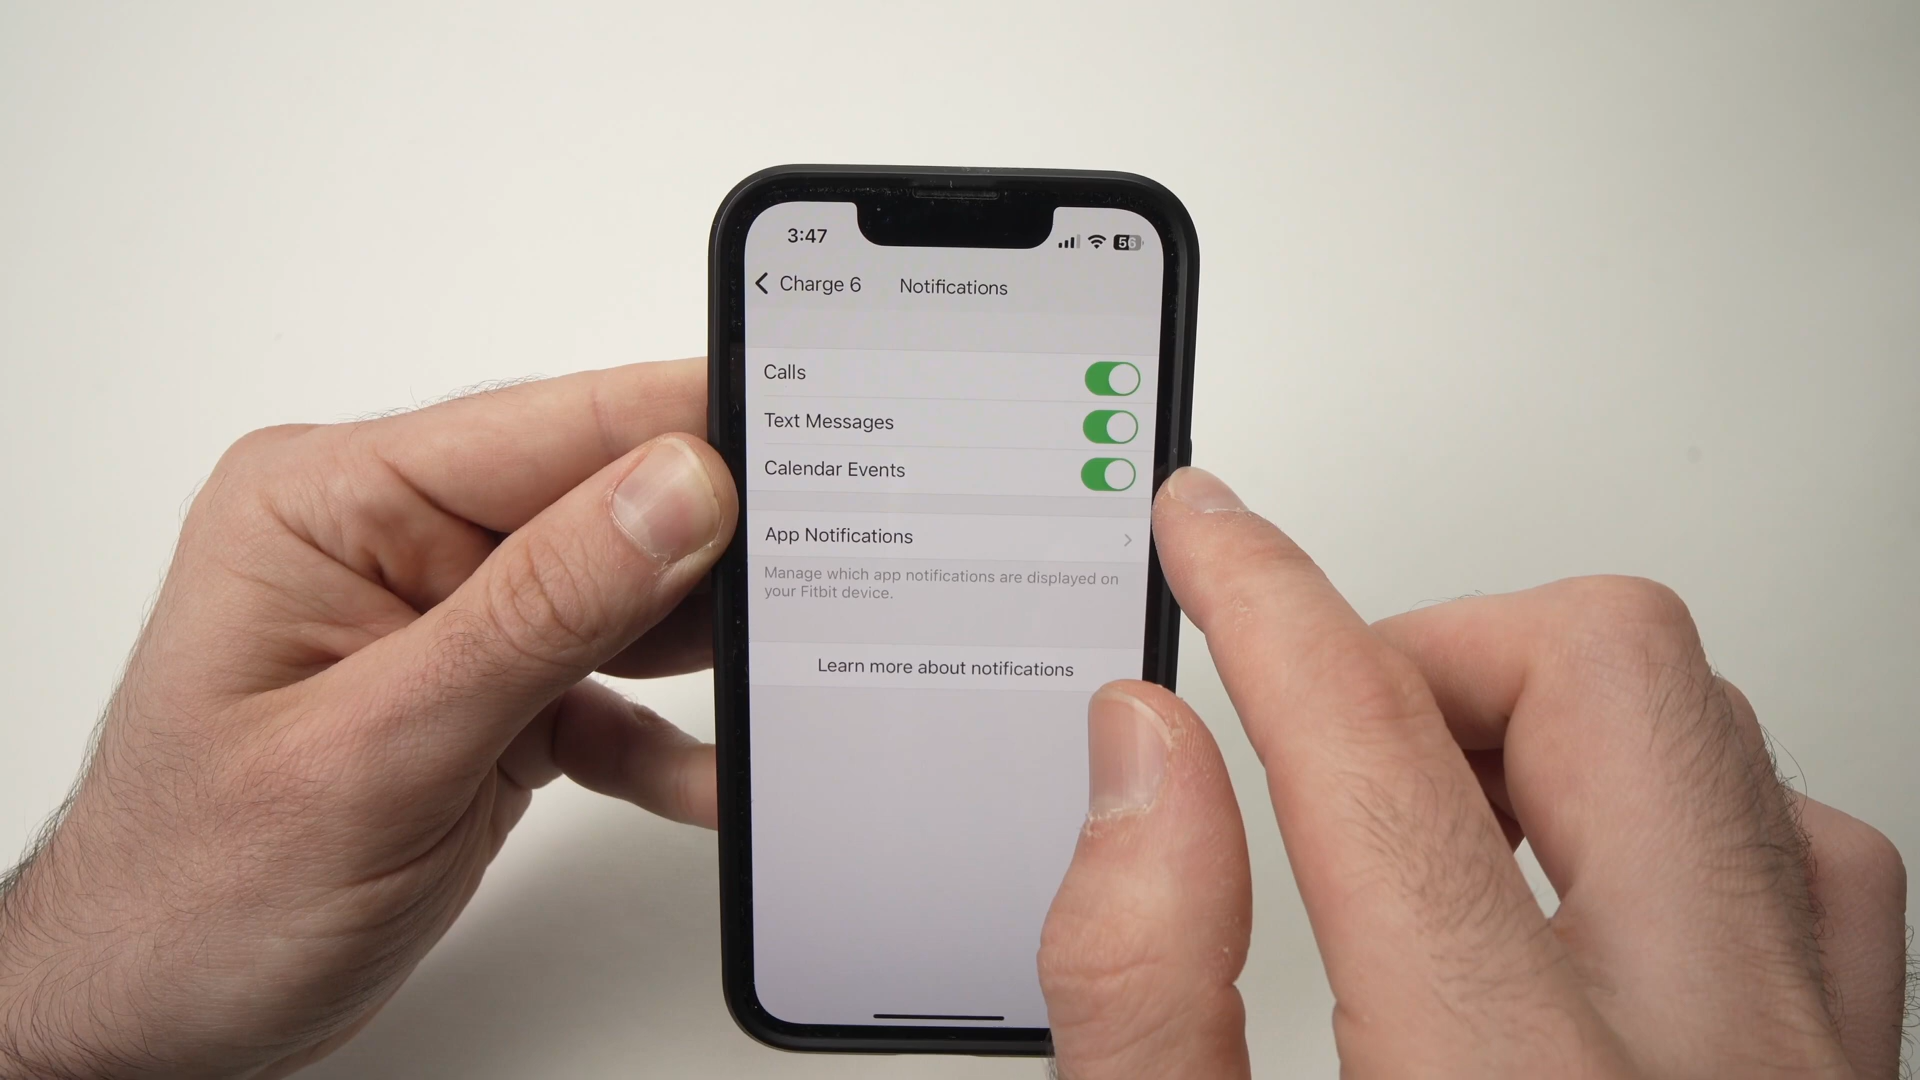 3:47
56
Charge 6
Notifications
Calls
Text Messages
Calendar Events
App Notifications
Manage which app notifications are displayed on
your Fitbit device.
Learn more about notifications